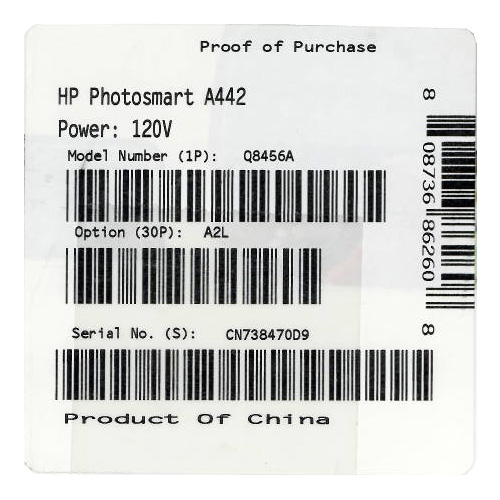 Proof of Purchase
HP Photosmart A442
Power: 120V
Model Number (1P): Q8456A
Option (30P): A2L
Serial No. (S): CN738470D9
Product Of China
8 08736 86260 8